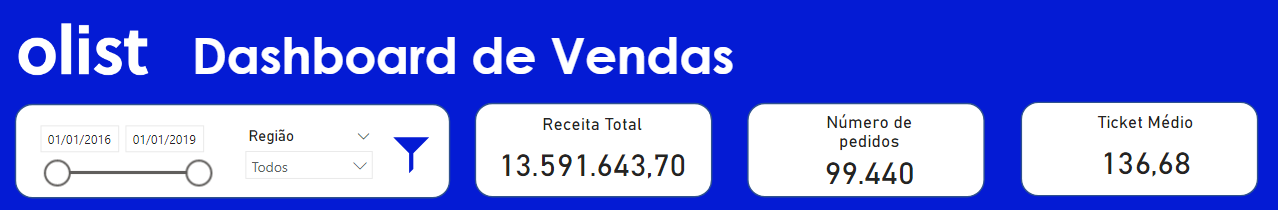 olist Dashboard de Vendas
01/01/2016 01/01/2019
Região
Todos
Receita Total
13.591.643,70
Número de
pedidos
99.440
Ticket Médio
136,68